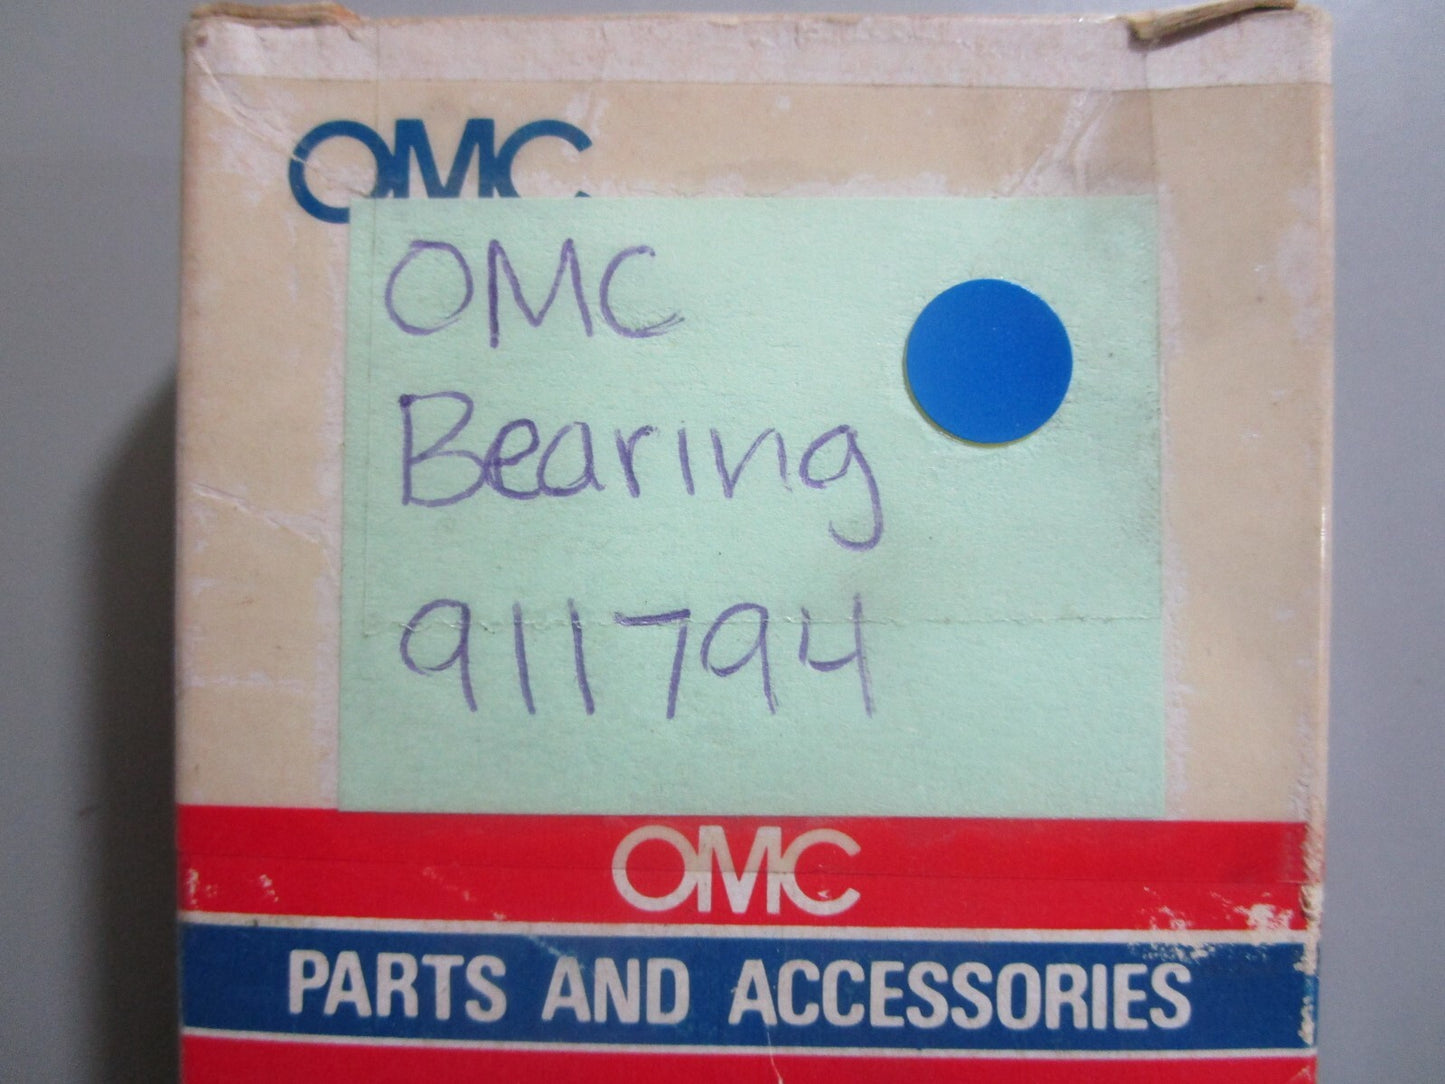 OMC
OMC
Bearing
911794
OMC
PARTS AND ACCESSORIES